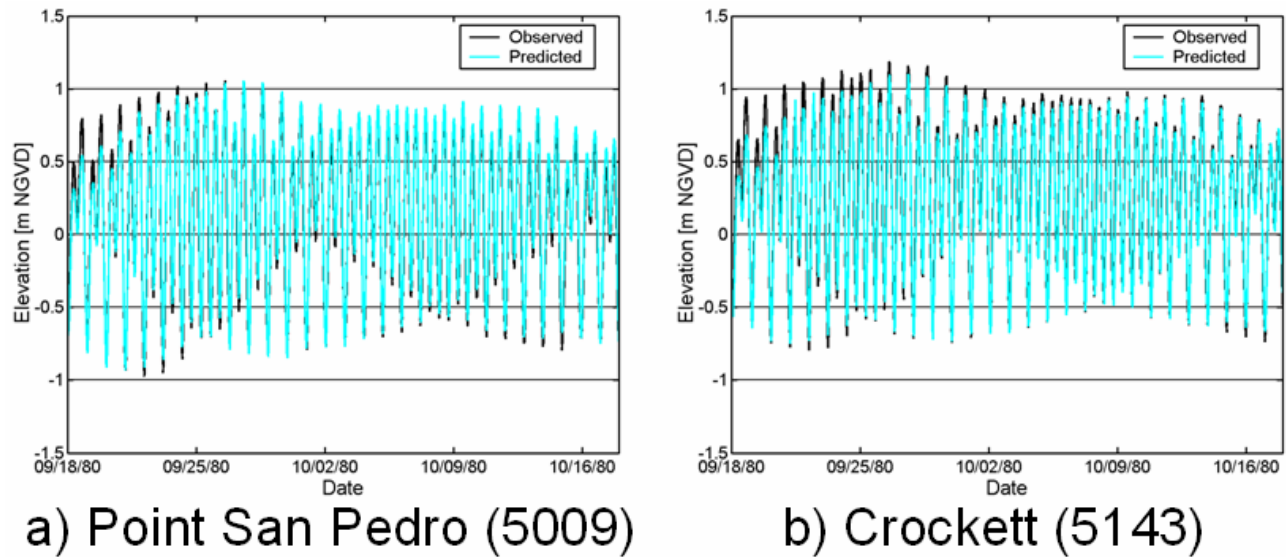 1.5
1
0.5
0
-0.5
-1
-1.5
Elevation [m NGVD]
Observed
Predicted
09/18/80 09/25/80 10/02/80 10/09/80 10/16/80
Date
a) Point San Pedro (5009)
1.5
1
0.5
0
-0.5
-1
-1.5
Elevation [m NGVD]
Observed
Predicted
09/18/80 09/25/80 10/02/80 10/09/80 10/16/80
Date
b) Crockett (5143)